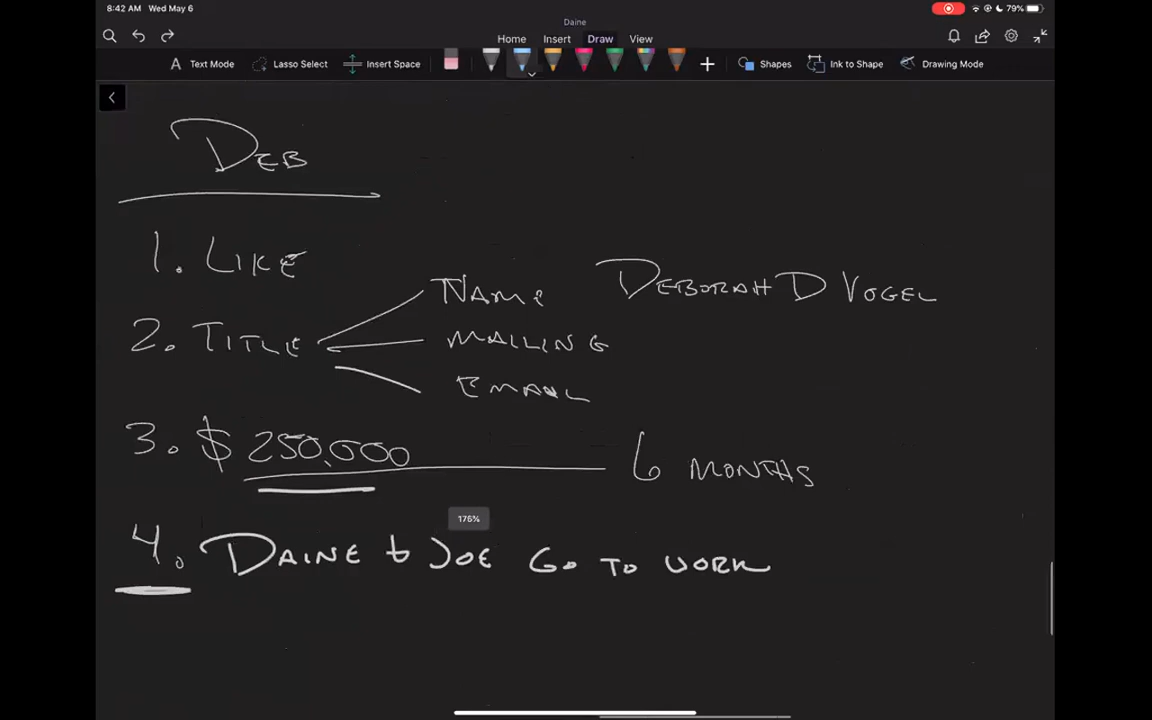 8:42 AM Wed May 6
79%
Daine
Home Insert Draw View
Text Mode Lasso Select Insert Space Shapes Ink to Shape Drawing Mode
DEB
1. LIKE
NAME DEBORAH D VOGEL
2. TITLE MAILING
EMAIL
3. $ 250,000 6 MONTHS
176%
4. DAINE & JOE GO TO WORK